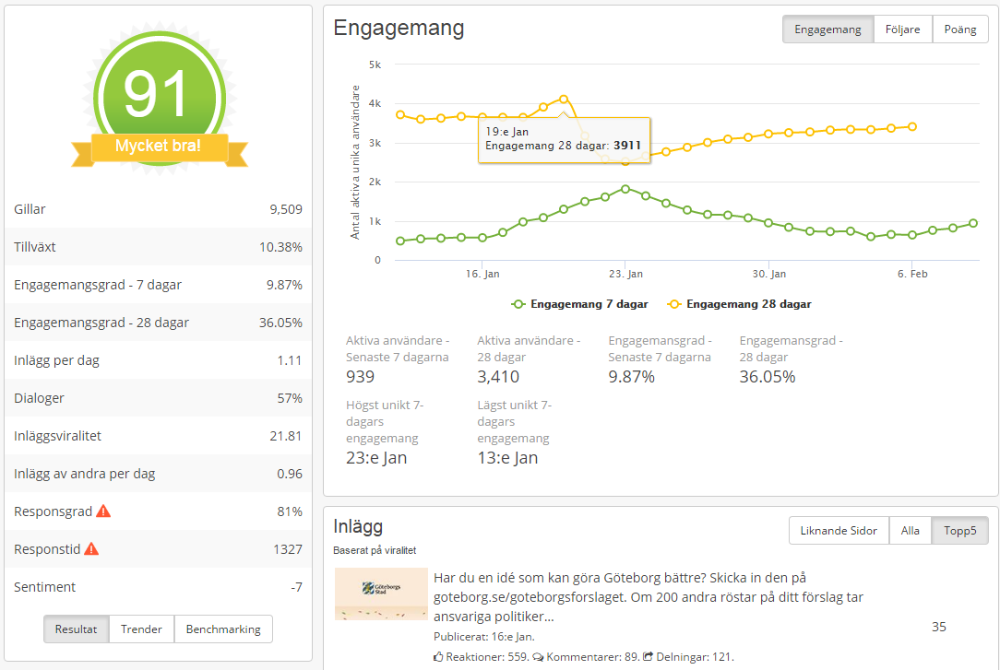 91
Mycket bra!
Gillar 9,509
Tillväxt 10.38%
Engagemangsgrad - 7 dagar 9.87%
Engagemangsgrad - 28 dagar 36.05%
Inlägg per dag 1.11
Dialoger 57%
Inläggsviralitet 21.81
Inlägg av andra per dag 0.96
Responsgrad 81%
Responstid 1327
Sentiment -7
Resultat Trender Benchmarking
Engagemang
Engagemang Följare Poäng
Antal aktiva unika användare
5k
4k
3k
2k
1k
0
19:e Jan
Engagemang 28 dagar: 3911
16. Jan 23. Jan 30. Jan 6. Feb
Engagemang 7 dagar Engagemang 28 dagar
Aktiva användare -
Senaste 7 dagarna
939
Aktiva användare -
28 dagar
3,410
Engagemangsgrad -
Senaste 7 dagarna
9.87%
Engagemangsgrad -
28 dagar
36.05%
Högst unikt 7-
dagars
engagemang
23:e Jan
Lägst unikt 7-
dagars
engagemang
13:e Jan
Inlägg
Baserat på viralitet
Liknande Sidor Alla Topp5
Göteborgs
Stad
Har du en idé som kan göra Göteborg bättre? Skicka in den på
goteborg.se/goteborgsforslaget. Om 200 andra röstar på ditt förslag tar
ansvariga politiker...
Publicerat: 16:e Jan.
Reaktioner: 559. Kommentarer: 89. Delningar: 121.
35